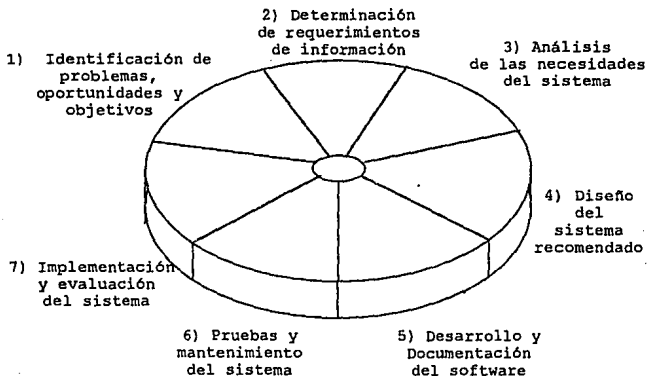 1) Identificación de
problemas,
oportunidades y
objetivos
2) Determinación
de requerimientos
de información
3) Análisis
de las necesidades
del sistema
4) Diseño
del
sistema
recomendado
5) Desarrollo y
Documentación
del software
6) Pruebas y
mantenimiento
del sistema
7) Implementación
y evaluación
del sistema